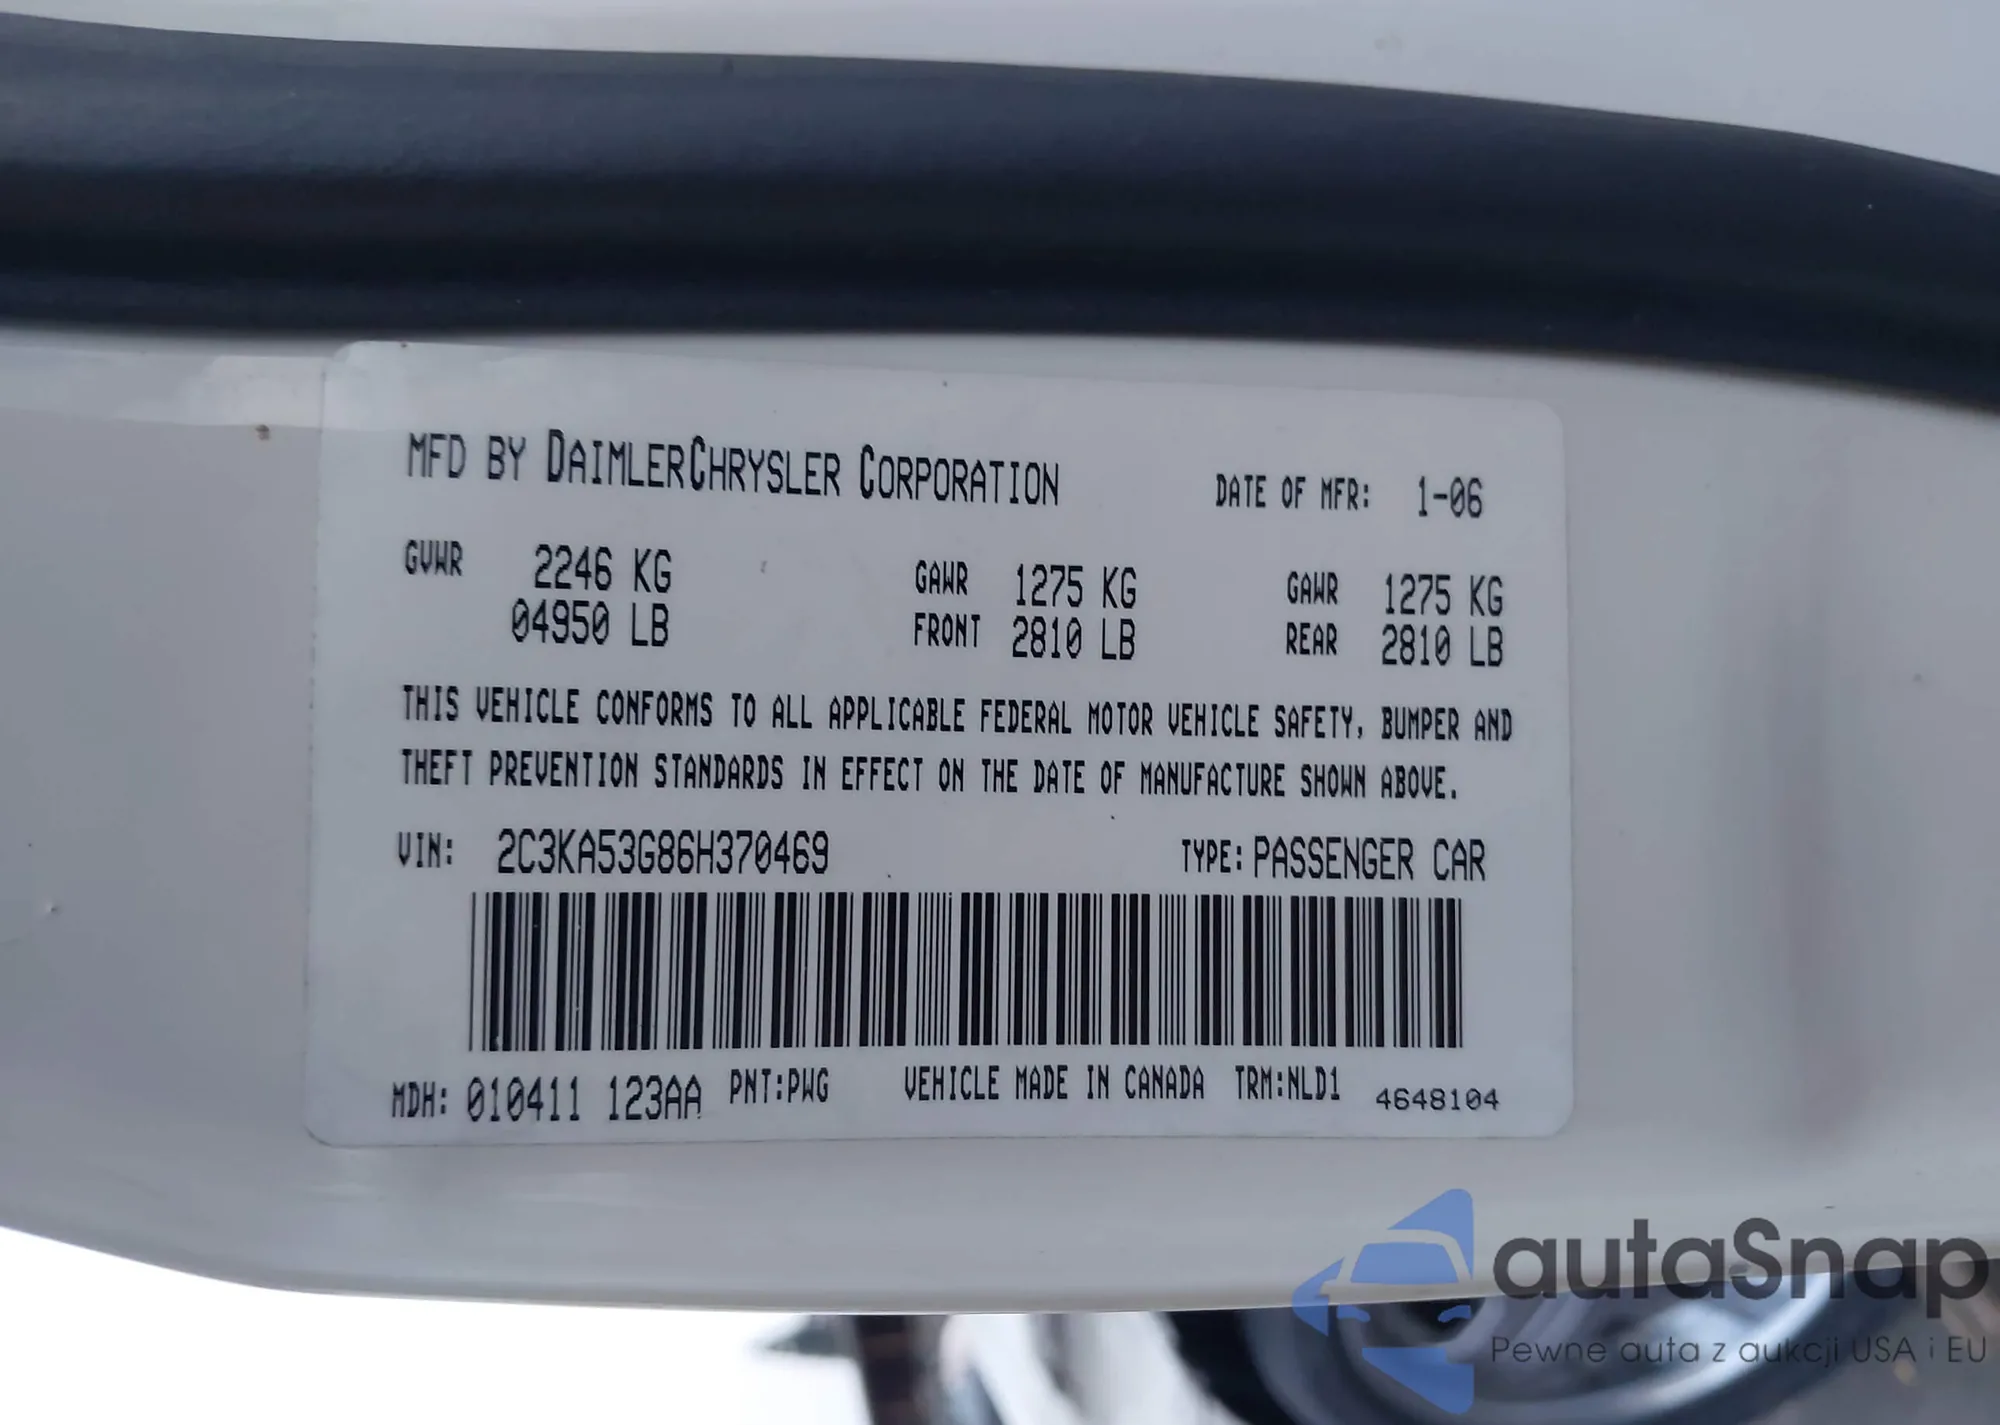 MFD BY DAIMLERCHRYSLER CORPORATION DATE OF MFR: 1-06
GVWR 2246 KG GAWR 1275 KG GAWR 1275 KG
04950 LB FRONT 2810 LB REAR 2810 LB
THIS VEHICLE CONFORMS TO ALL APPLICABLE FEDERAL MOTOR VEHICLE SAFETY, BUMPER AND
THEFT PREVENTION STANDARDS IN EFFECT ON THE DATE OF MANUFACTURE SHOWN ABOVE.
VIN: 2C3KA53G86H370469 TYPE: PASSENGER CAR
MDH: 010411 123AA PNT:PWG VEHICLE MADE IN CANADA TRM:NLD1 4648104
autaSnap
Pewne auta z aukcji USA i EU